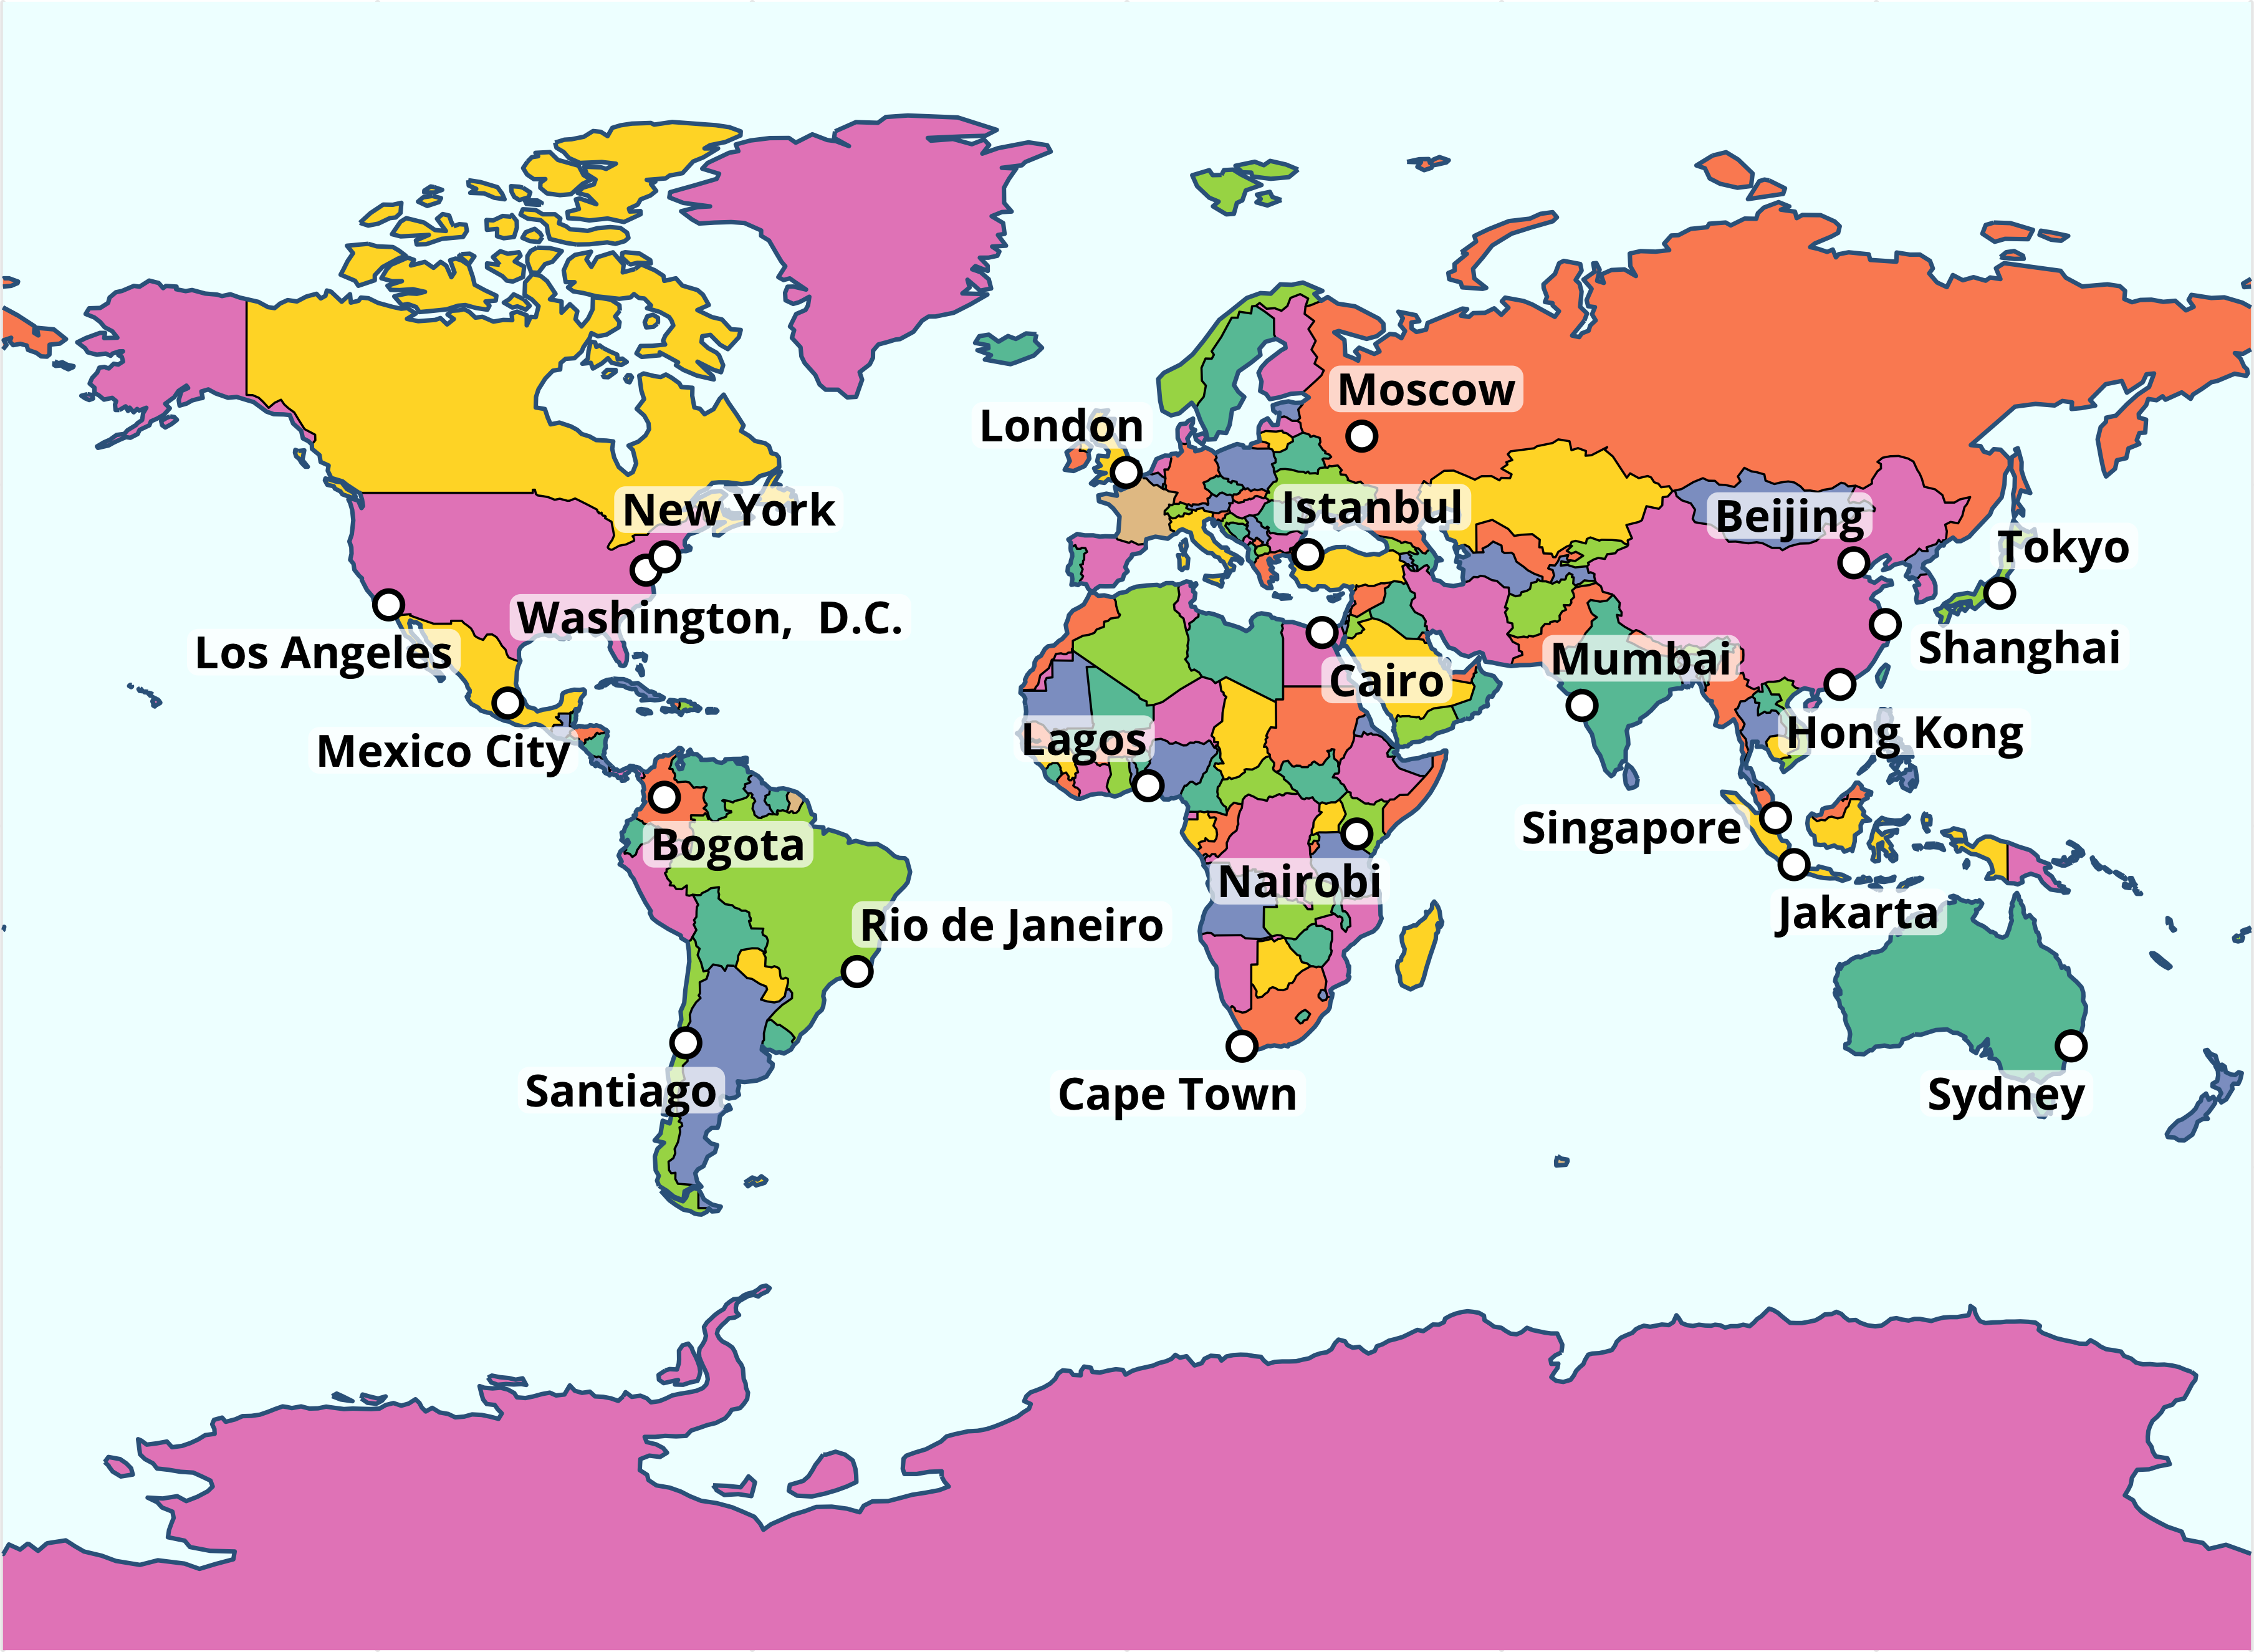 Moscow
London
New York
Istanbul
Beijing
Tokyo
Washington,  D.C.
Los Angeles
Cairo
Mumbai
Shanghai
Mexico City
Lagos
Hong Kong
Bogota
Singapore
Nairobi
Rio de Janeiro
Jakarta
Santiago
Cape Town
Sydney